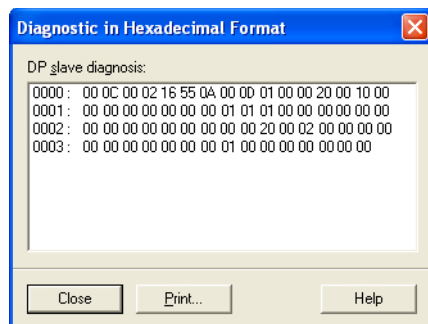 Diagnostic in Hexadecimal Format
DP slave diagnosis:
0000 : 00 0C 00 02 16 55 0A 00 0D 01 00 00 20 00 10 00
0001 : 00 00 00 00 00 00 00 01 01 01 00 00 00 00 00 00
0002 : 00 00 00 00 00 00 00 00 00 20 00 02 00 00 00 00
0003 : 00 00 00 00 00 00 00 01 00 00 00 00 00 00 00
Close
Print...
Help